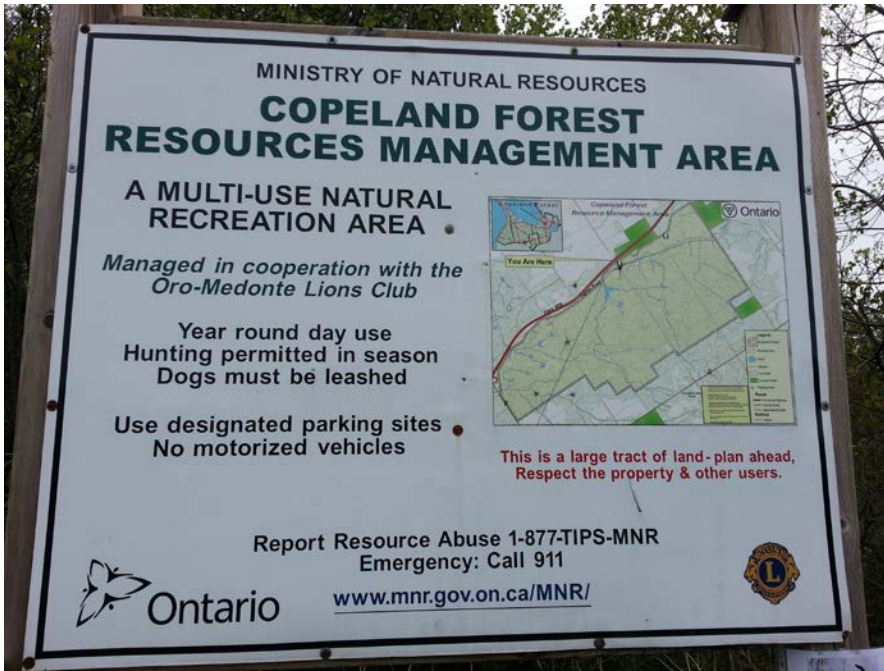 MINISTRY OF NATURAL RESOURCES
COPELAND FOREST
RESOURCES MANAGEMENT AREA
A MULTI-USE NATURAL
RECREATION AREA
Managed in cooperation with the
Oro-Medonte Lions Club
Year round day use
Hunting permitted in season
Dogs must be leashed
Use designated parking sites
No motorized vehicles
Copeland Forest
Copeland Forest
Resource Management Area
Ontario
You Are Here
Legend
This is a large tract of land - plan ahead,
Respect the property & other users.
Report Resource Abuse 1-877-TIPS-MNR
Emergency: Call 911
www.mnr.gov.on.ca/MNR/
Ontario
L